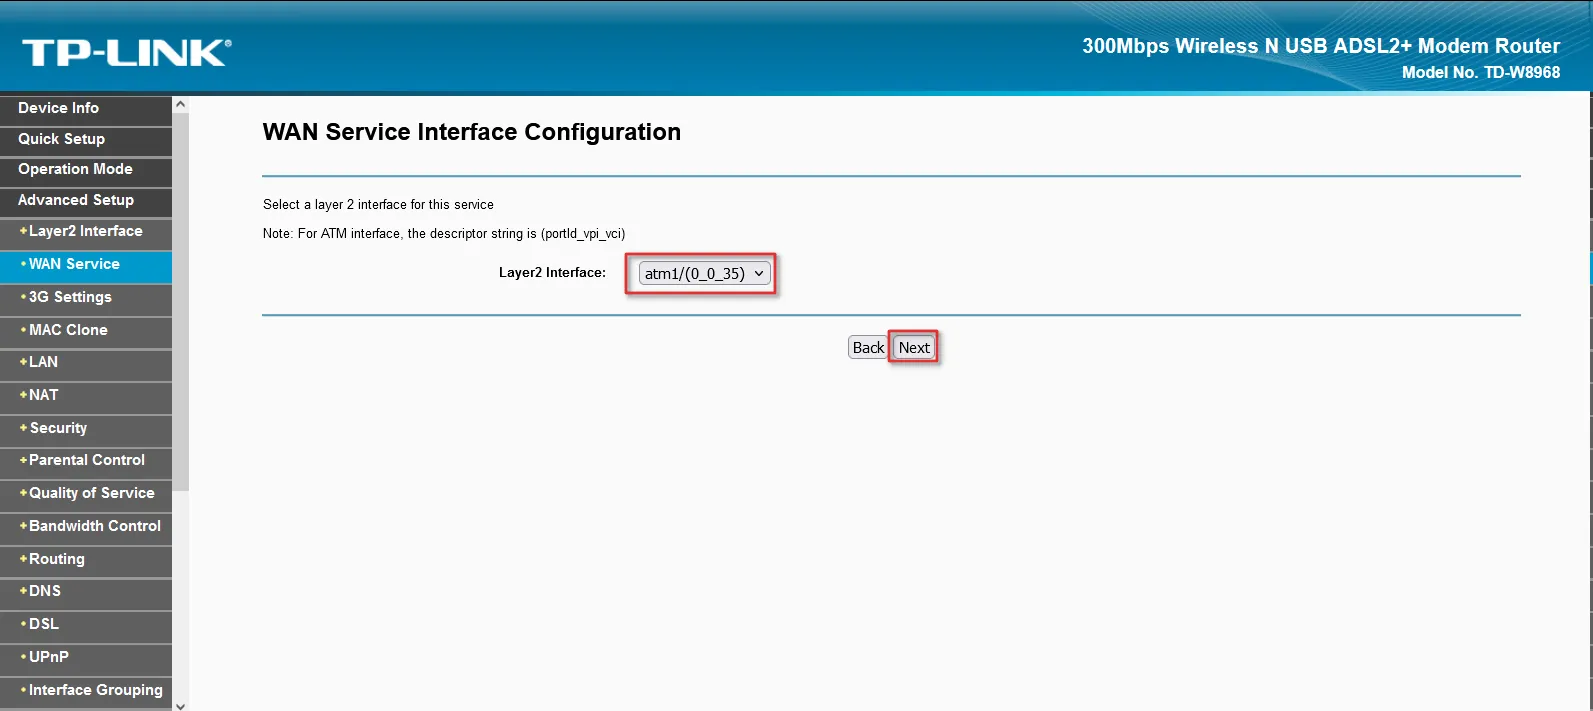 TP-LINK®
300Mbps Wireless N USB ADSL2+ Modem Router
Model No. TD-W8968
Device Info
Quick Setup
Operation Mode
Advanced Setup
+Layer2 Interface
•WAN Service
•3G Settings
•MAC Clone
+LAN
+NAT
+Security
+Parental Control
+Quality of Service
+Bandwidth Control
+Routing
+DNS
•DSL
•UPnP
•Interface Grouping
WAN Service Interface Configuration
Select a layer 2 interface for this service
Note: For ATM interface, the descriptor string is (portId_vpi_vci)
Layer2 Interface: atm1/(0_0_35)
Back Next